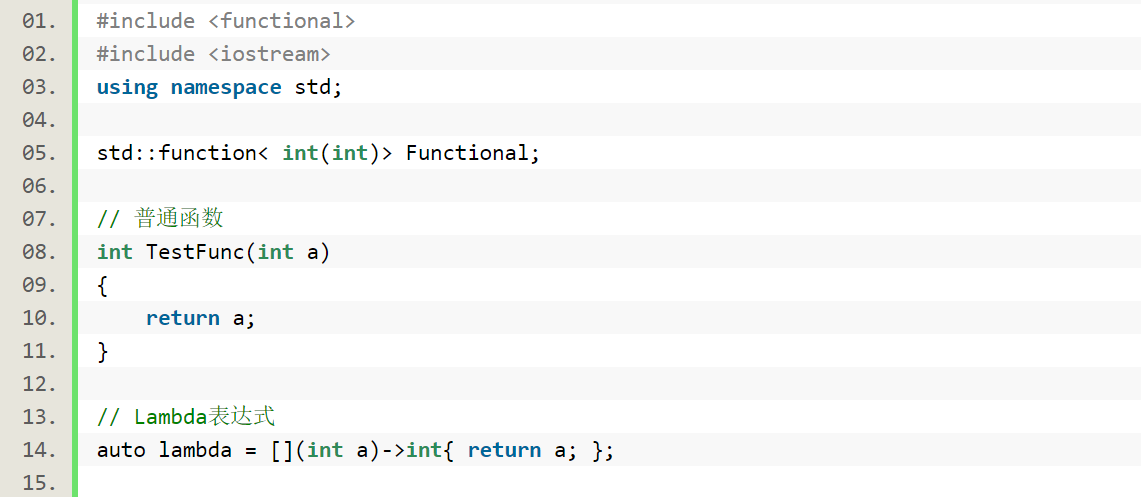 01. #include <functional>
02. #include <iostream>
03. using namespace std;
04.
05. std::function< int(int)> Functional;
06.
07. // 普通函数
08. int TestFunc(int a)
09. {
10.     return a;
11. }
12.
13. // Lambda表达式
14. auto lambda = [](int a)->int{ return a; };
15.